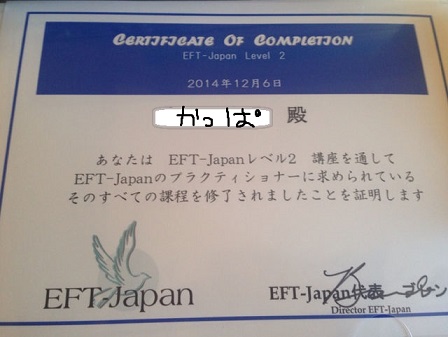 CERTIFICATE OF COMPLETION
EFT-Japan Level 2
2014年12月6日
かっぱ 殿
あなたは EFT-Japanレベル2 講座を通して
EFT-Japanのプラクティショナーに求められている
そのすべての課程を修了されましたことを証明します
EFT-Japan
EFT-Japan代表
Director EFT-Japan